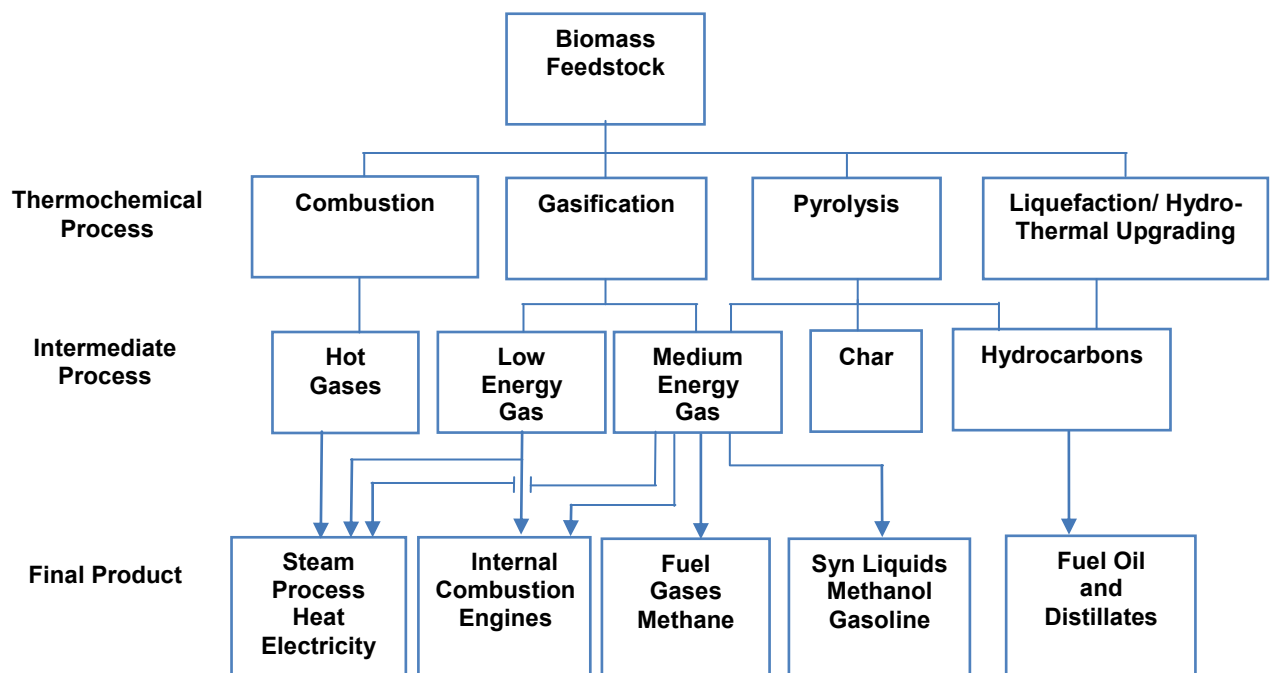 Biomass
Feedstock
Thermochemical
Process
Combustion
Gasification
Pyrolysis
Liquefaction/ Hydro-
Thermal Upgrading
Intermediate
Process
Hot
Gases
Low
Energy
Gas
Medium
Energy
Gas
Char
Hydrocarbons
Final Product
Steam
Process
Heat
Electricity
Internal
Combustion
Engines
Fuel
Gases
Methane
Syn Liquids
Methanol
Gasoline
Fuel Oil
and
Distillates